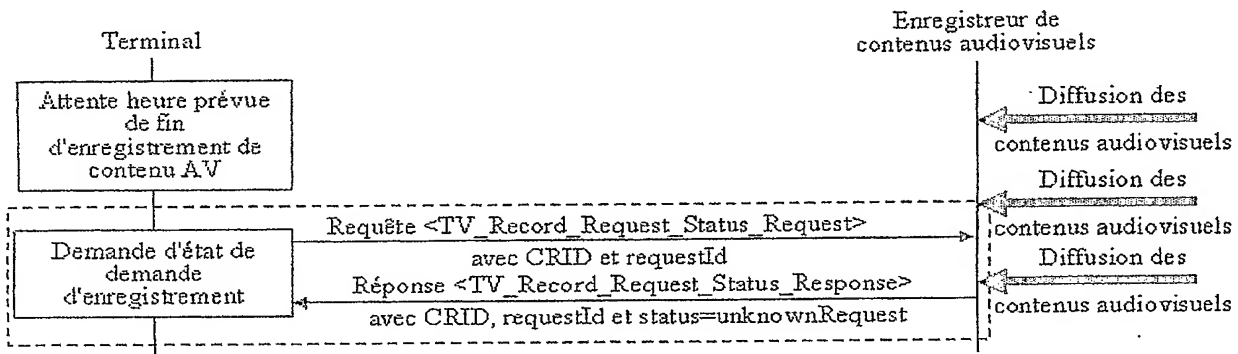 Terminal
Enregistreur de
contenus audiovisuels
Attente heure prévue
de fin
d'enregistrement de
contenu AV
Diffusion des
contenus audiovisuels
Diffusion des
contenus audiovisuels
Requête <TV_Record_Request_Status_Request>
avec CRID et requestId
Demande d'état de
demande
d'enregistrement
Réponse <TV_Record_Request_Status_Response>
avec CRID, requestId et status=unknownRequest
Diffusion des
contenus audiovisuels